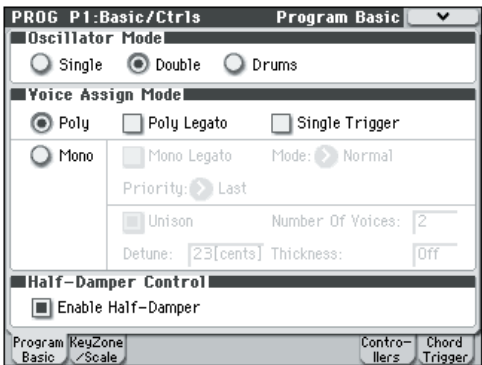 PROG P1:Basic/Ctrls Program Basic
Oscillator Mode
Single Double Drums
Voice Assign Mode
Poly Poly Legato Single Trigger
Mono Mono Legato Mode: Normal
Priority: Last
Unison Number Of Voices: 2
Detune: 23[cents] Thickness: Off
Half-Damper Control
Enable Half-Damper
Program Basic KeyZone /Scale Contro- llers Chord Trigger